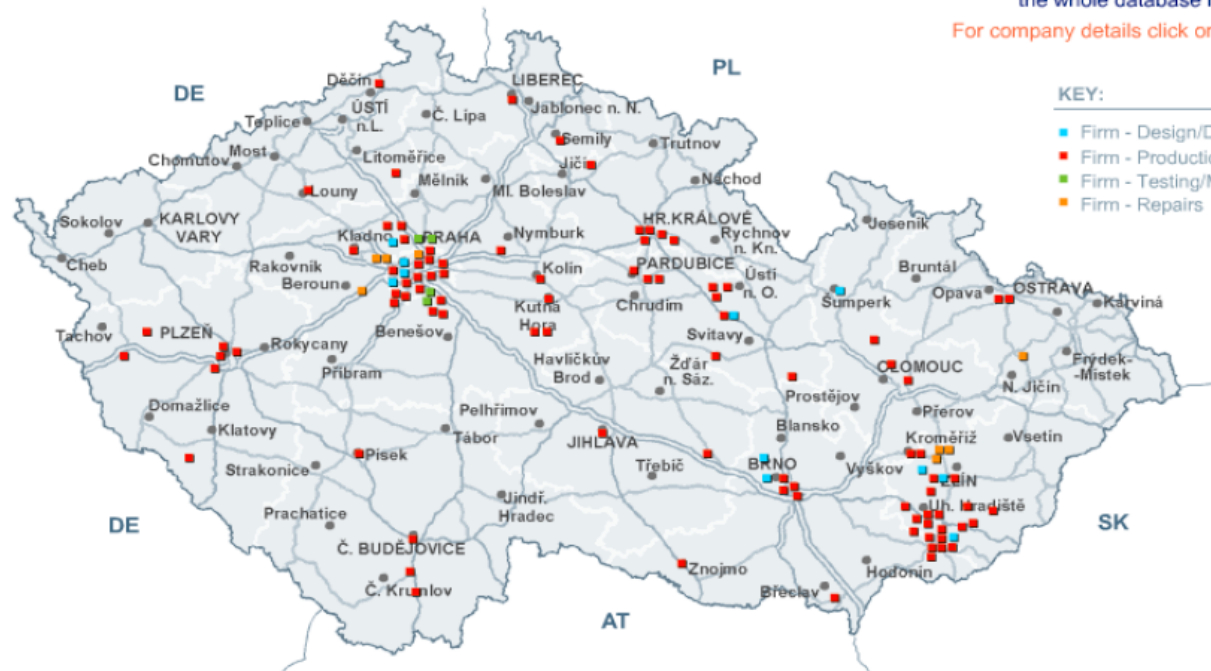 the whole database
For company details click
PL
DE
KEY:
Firm - Design/
Firm -
Firm - Testing/
Firm - Repairs
Děčín
LIBEREC
ÚSTÍ
n.L.
Jablonec n. N.
Teplice
Č. Lípa
Semily
Trutnov
Most
Chomutov
Litoměřice
Jičín
Mělník
Ml. Boleslav
Náchod
Louny
Sokolov
KARLOVY
VARY
HR.KRÁLOVÉ
Jeseník
Kladno
PRAHA
Nymburk
Rychnov
n. Kn.
Cheb
Rakovník
Kolín
PARDUBICE
Ústí
n. O.
Bruntál
Beroun
Šumperk
Opava
OSTRAVA
Karviná
Kutná
Hora
Chrudim
Tachov
PLZEŇ
Benešov
Svitavy
Rokycany
Havlíčkův
Brod
Žďár
n. Sáz.
Frýdek-
-Místek
Příbram
OLOMOUC
N. Jičín
Prostějov
Domažlice
Pelhřimov
Přerov
Klatovy
Tábor
Blansko
JIHLAVA
Kroměříž
Vsetín
Písek
Strakonice
Třebíč
BRNO
Vyškov
ZLÍN
Jindř.
Hradec
Uh. Hradiště
Prachatice
DE
SK
Č. BUDĚJOVICE
Znojmo
Hodonín
Č. Krumlov
Břeclav
AT